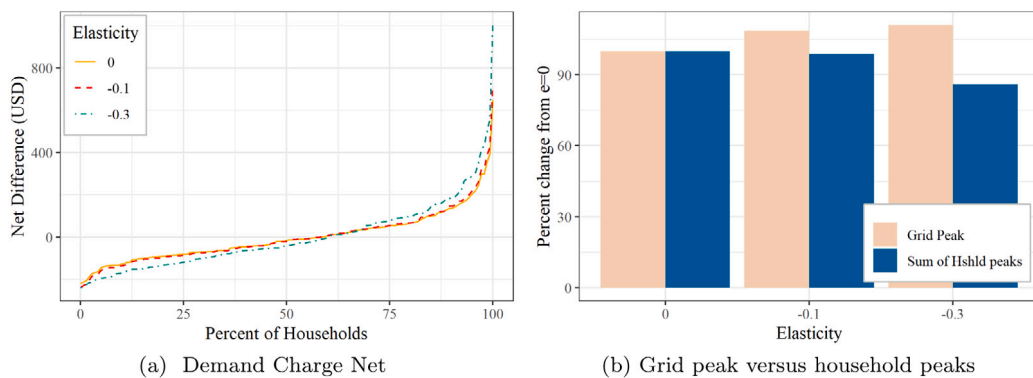 Elasticity
0
-0.1
-0.3
Net Difference (USD)
800
400
0
0
25
50
75
100
Percent of Households
(a) Demand Charge Net
Percent change from e=0
90
60
30
0
Grid Peak
Sum of Hshld peaks
0
-0.1
-0.3
Elasticity
(b) Grid peak versus household peaks